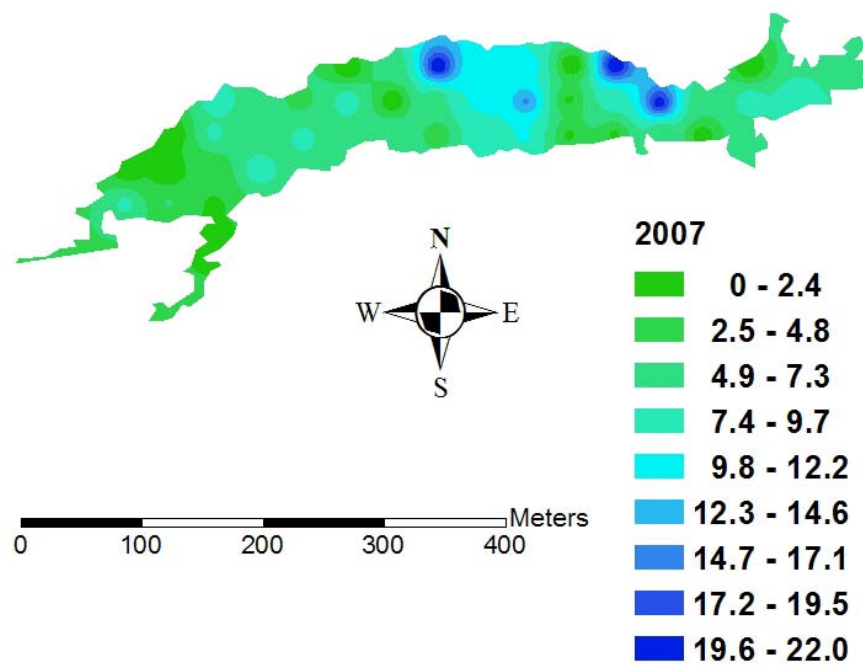 N
W E
S
2007
0 - 2.4
2.5 - 4.8
4.9 - 7.3
7.4 - 9.7
9.8 - 12.2
12.3 - 14.6
14.7 - 17.1
17.2 - 19.5
19.6 - 22.0
Meters
0 100 200 300 400